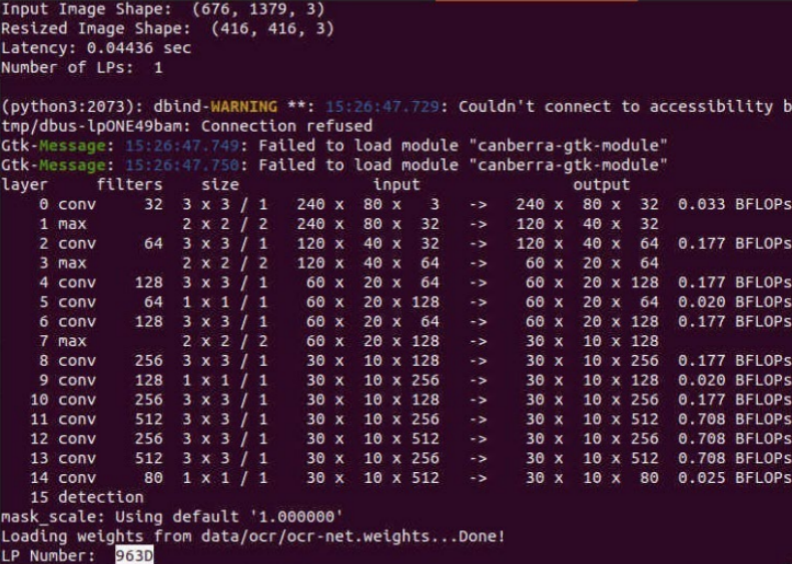 Input Image Shape:  (676, 1379, 3)
Resized Image Shape:  (416, 416, 3)
Latency: 0.04436 sec
Number of LPs:  1
(python3:2073): dbind-WARNING **: 15:26:47.729: Couldn't connect to accessibility b
tmp/dbus-lpONE49bam: Connection refused
Gtk-Message: 15:26:47.749: Failed to load module "canberra-gtk-module"
Gtk-Message: 15:26:47.750: Failed to load module "canberra-gtk-module"
layer     filters    size              input                output
    0 conv     32  3 x 3 / 1   240 x  80 x   3   ->   240 x  80 x  32  0.033 BFLOPs
    1 max          2 x 2 / 2   240 x  80 x  32   ->   120 x  40 x  32
    2 conv     64  3 x 3 / 1   120 x  40 x  32   ->   120 x  40 x  64  0.177 BFLOPs
    3 max          2 x 2 / 2   120 x  40 x  64   ->    60 x  20 x  64
    4 conv    128  3 x 3 / 1    60 x  20 x  64   ->    60 x  20 x 128  0.177 BFLOPs
    5 conv     64  1 x 1 / 1    60 x  20 x 128   ->    60 x  20 x  64  0.020 BFLOPs
    6 conv    128  3 x 3 / 1    60 x  20 x  64   ->    60 x  20 x 128  0.177 BFLOPs
    7 max          2 x 2 / 2    60 x  20 x 128   ->    30 x  10 x 128
    8 conv    256  3 x 3 / 1    30 x  10 x 128   ->    30 x  10 x 256  0.177 BFLOPs
    9 conv    128  1 x 1 / 1    30 x  10 x 256   ->    30 x  10 x 128  0.020 BFLOPs
   10 conv    256  3 x 3 / 1    30 x  10 x 128   ->    30 x  10 x 256  0.177 BFLOPs
   11 conv    512  3 x 3 / 1    30 x  10 x 256   ->    30 x  10 x 512  0.708 BFLOPs
   12 conv    256  3 x 3 / 1    30 x  10 x 512   ->    30 x  10 x 256  0.708 BFLOPs
   13 conv    512  3 x 3 / 1    30 x  10 x 256   ->    30 x  10 x 512  0.708 BFLOPs
   14 conv     80  1 x 1 / 1    30 x  10 x 512   ->    30 x  10 x  80  0.025 BFLOPs
   15 detection
mask_scale: Using default '1.000000'
Loading weights from data/ocr/ocr-net.weights...Done!
LP Number:  963D